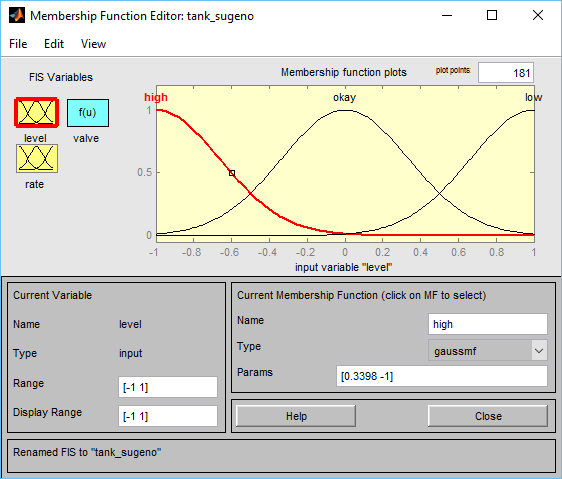 Membership Function Editor: tank_sugeno
File Edit View
FIS Variables
f(u)
level valve
rate
Membership function plots plot points: 181
high okay low
1
0.5
0
-1 -0.8 -0.6 -0.4 -0.2 0 0.2 0.4 0.6 0.8 1
input variable "level"
Current Variable
Name level
Type input
Range [-1 1]
Display Range [-1 1]
Current Membership Function (click on MF to select)
Name high
Type gaussmf
Params [0.3398 -1]
Help Close
Renamed FIS to "tank_sugeno"